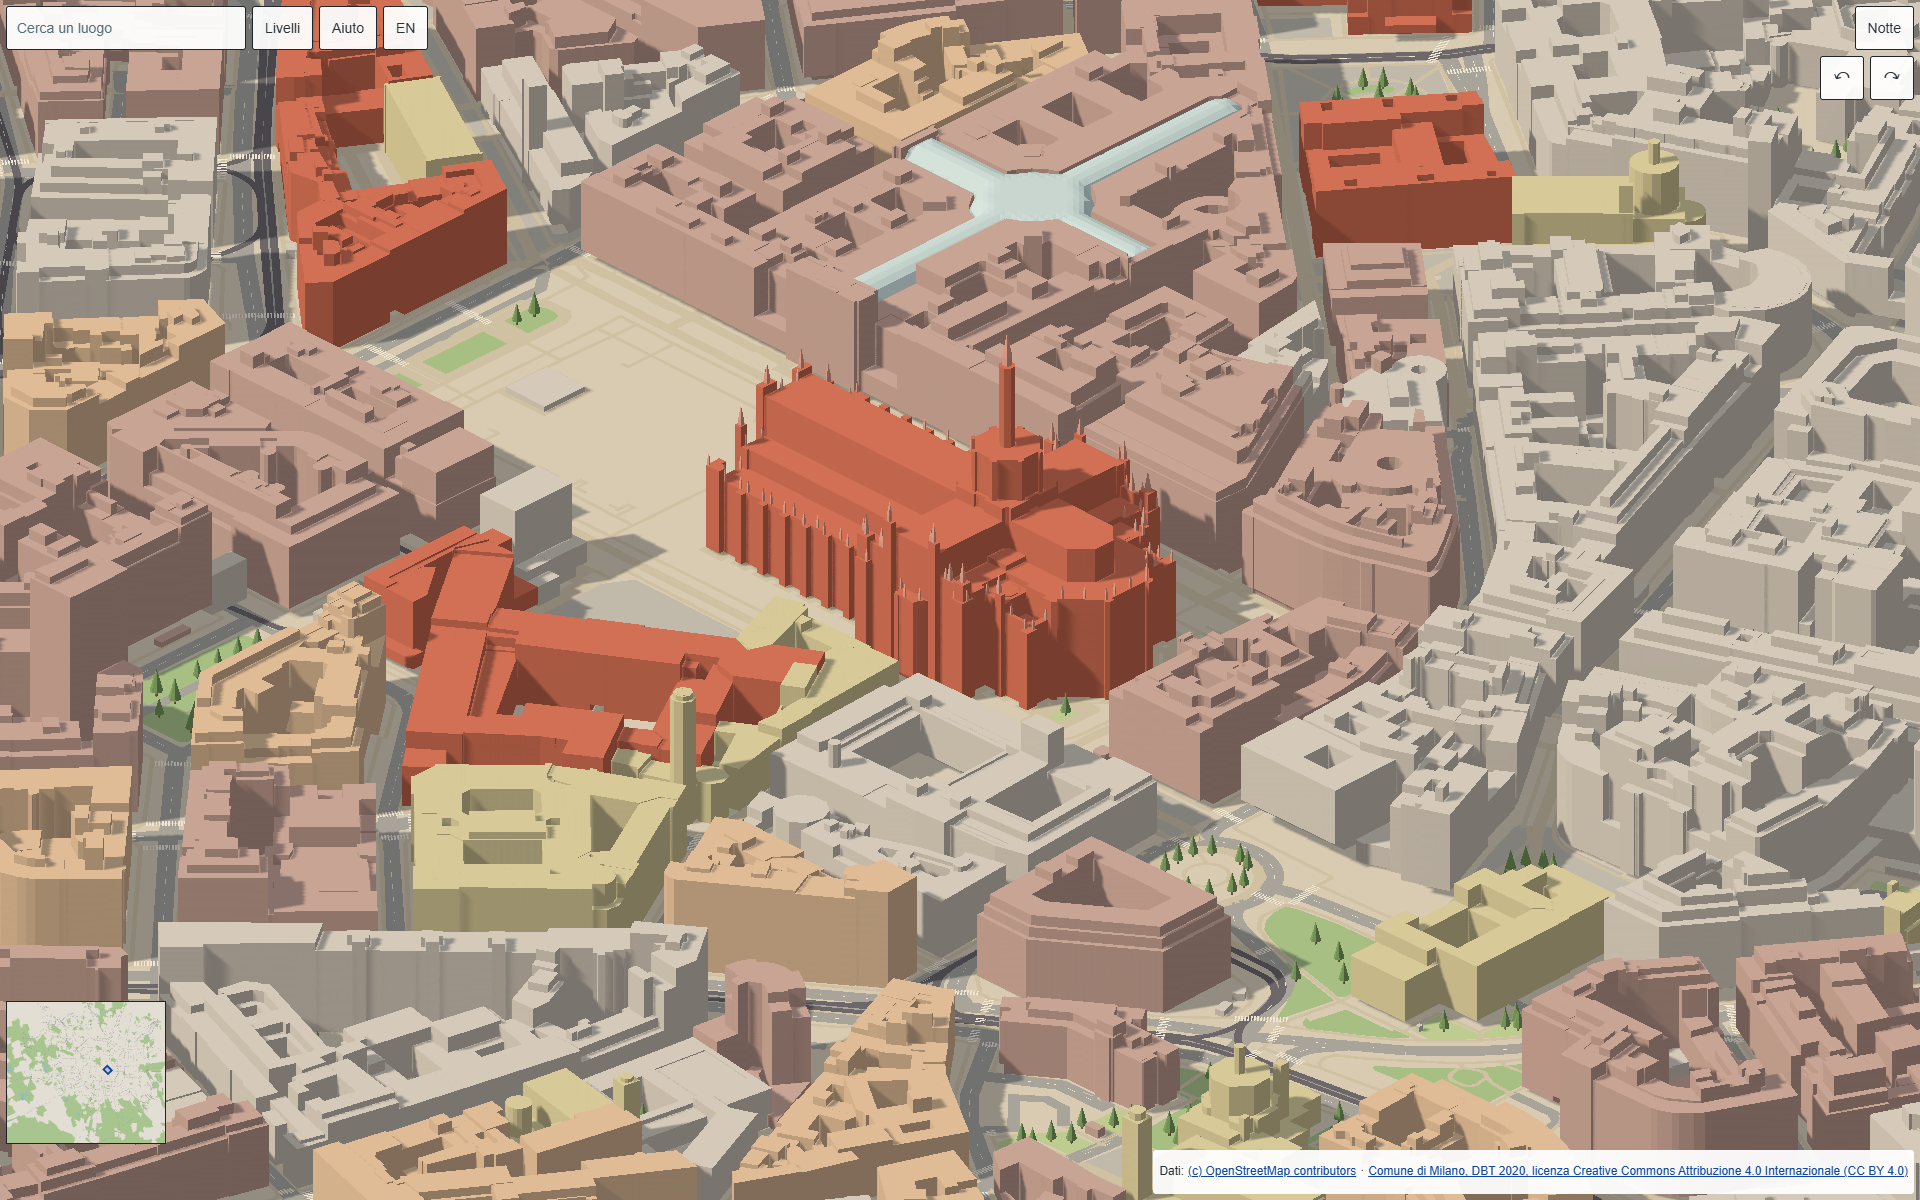 Cerca un luogo
Livelli
Aiuto
EN
Notte
Dati: (c) OpenStreetMap contributors · Comune di Milano, DBT 2020, licenza Creative Commons Attribuzione 4.0 Internazionale (CC BY 4.0)